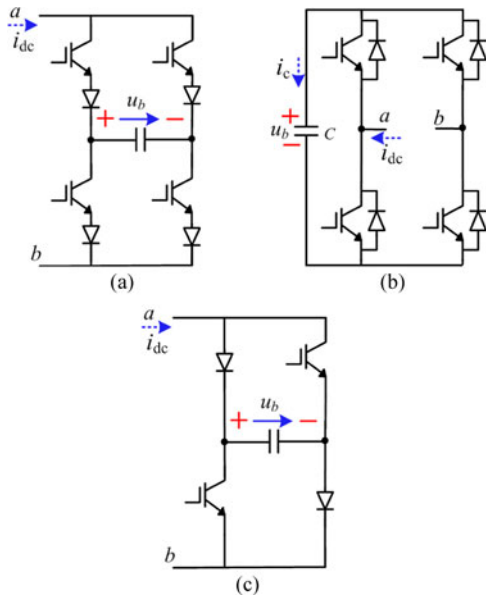 a
i_dc
+ u_b −
b
(a)
i_c
+
u_b C
−
a b
i_dc
(b)
a
i_dc
+ u_b −
b
(c)